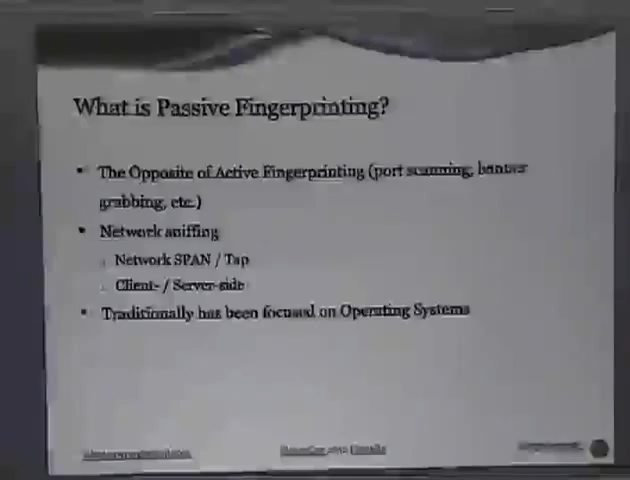 What is Passive Fingerprinting?
• The Opposite of Active Fingerprinting (port scanning, banner
grabbing, etc.)
• Network sniffing
Network SPAN / Tap
Client- / Server-side
• Traditionally has been focused on Operating Systems